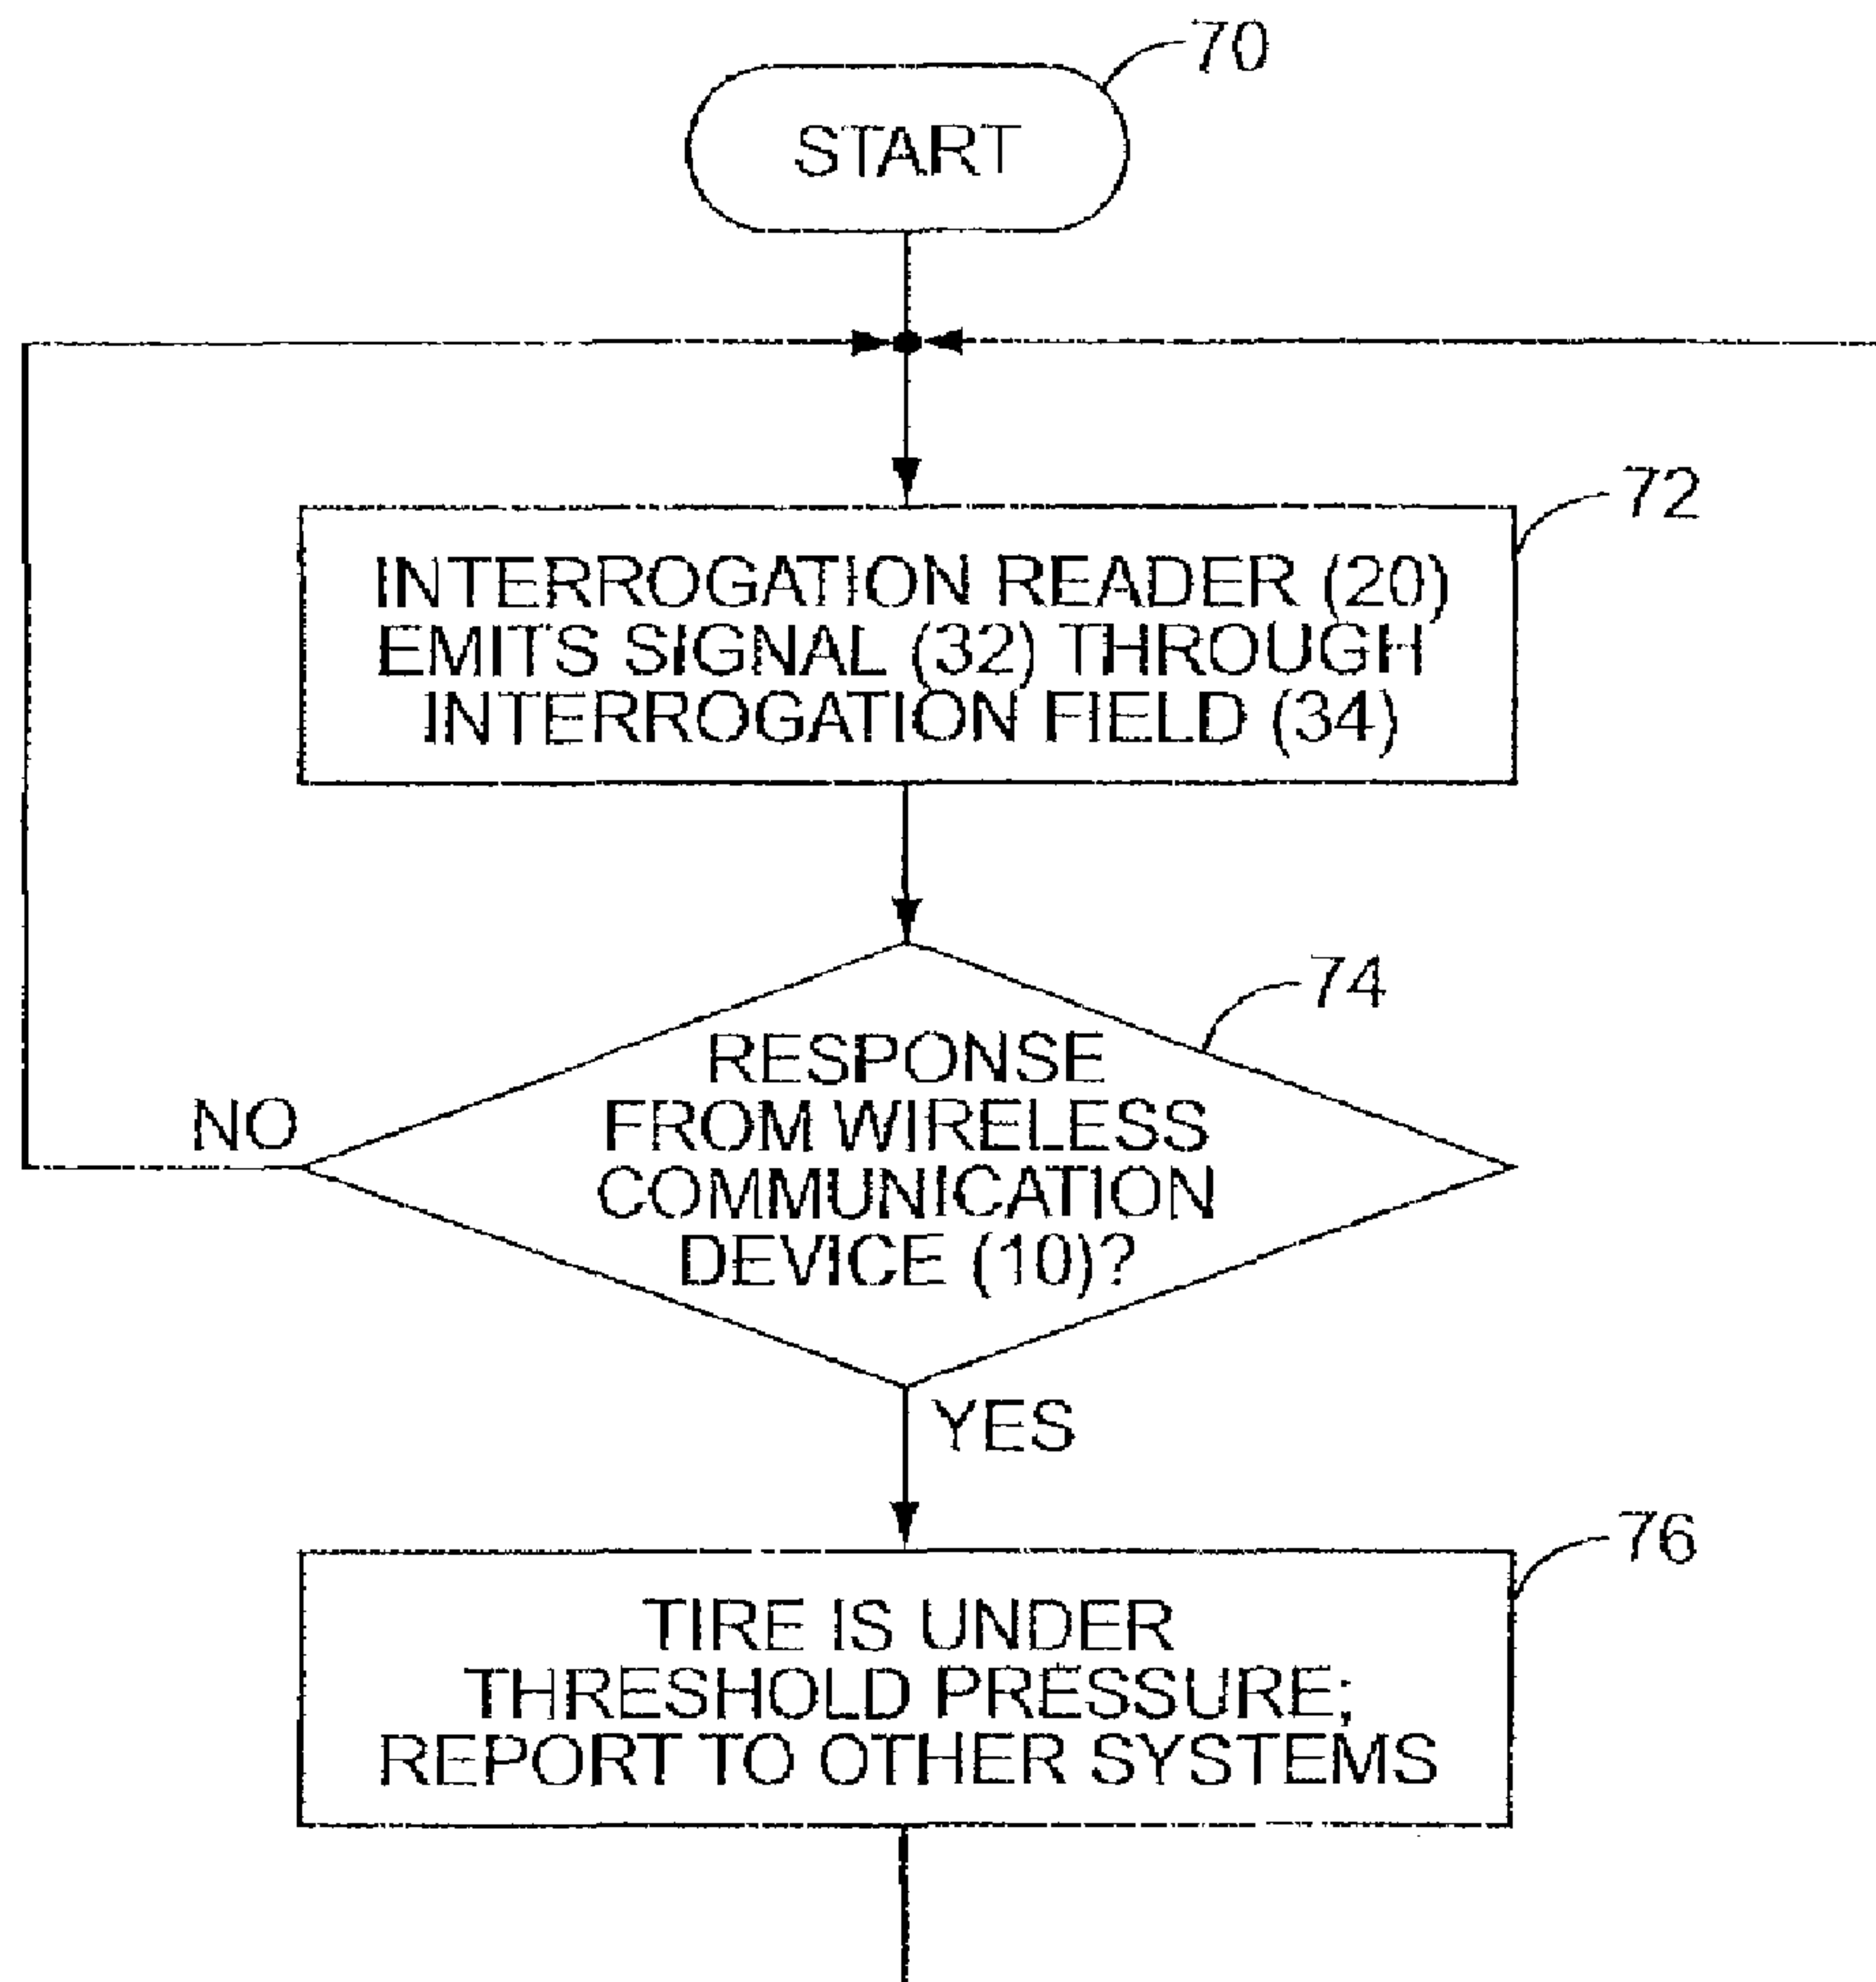 70
START
72
INTERROGATION READER (20)
EMITS SIGNAL (32) THROUGH
INTERROGATION FIELD (34)
74
RESPONSE
FROM WIRELESS
COMMUNICATION
DEVICE (10)?
NO
YES
76
TIRE IS UNDER
THRESHOLD PRESSURE;
REPORT TO OTHER SYSTEMS